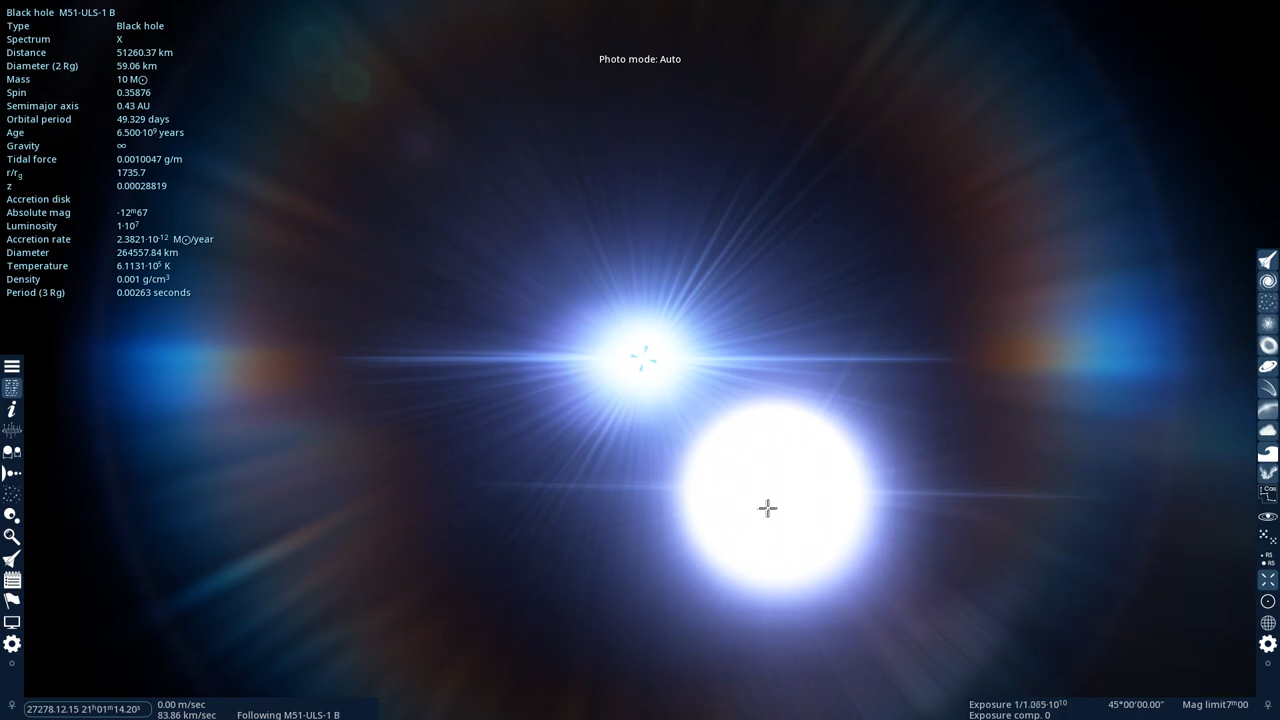 Black hole M51-ULS-1 B
Type Black hole
Spectrum X
Distance 51260.37 km
Diameter (2 Rg) 59.06 km
Mass 10 M☉
Spin 0.35876
Semimajor axis 0.43 AU
Orbital period 49.329 days
Age 6.500·10⁹ years
Gravity ∞
Tidal force 0.0010047 g/m
r/rg 1735.7
z 0.00028819
Accretion disk
Absolute mag -12ᵐ67
Luminosity 1·10⁷
Accretion rate 2.3821·10⁻¹² M☉/year
Diameter 264557.84 km
Temperature 6.1131·10⁵ K
Density 0.001 g/cm³
Period (3 Rg) 0.00263 seconds
Photo mode: Auto
Can
RS
RS
27278.12.15 21ʰ01ᵐ14.20ˢ
0.00 m/sec
83.86 km/sec Following M51-ULS-1 B
Exposure 1/1.065·10¹⁰ 45°00'00.00" Mag limit7ᵐ00
Exposure comp. 0